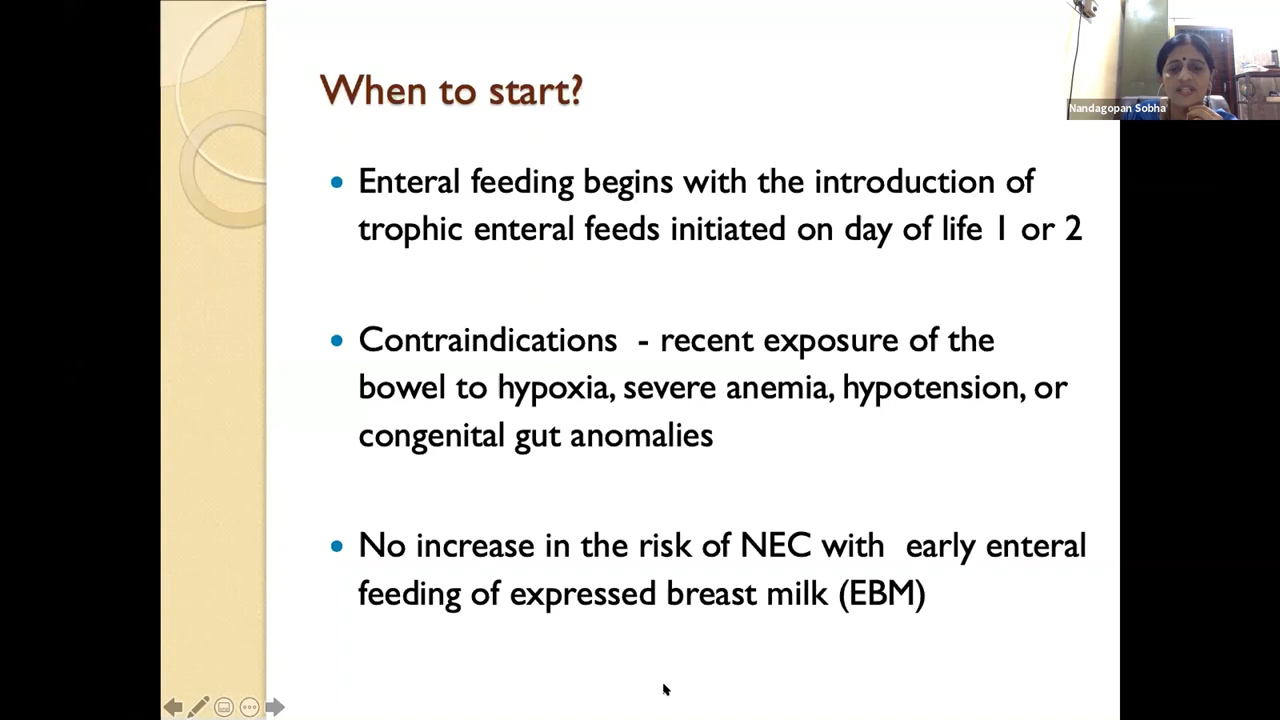 When to start?
Nandagopan Sobha
Enteral feeding begins with the introduction of
trophic enteral feeds initiated on day of life 1 or 2
Contraindications - recent exposure of the
bowel to hypoxia, severe anemia, hypotension, or
congenital gut anomalies
No increase in the risk of NEC with early enteral
feeding of expressed breast milk (EBM)